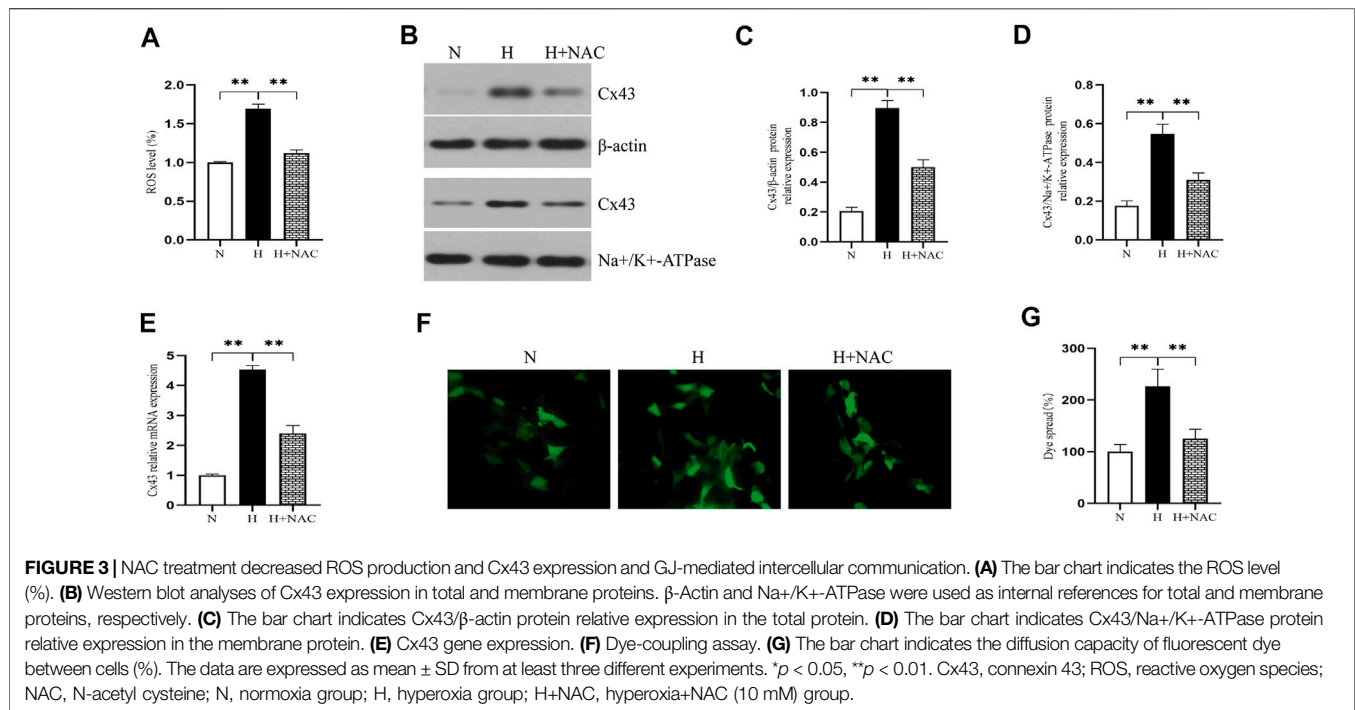 A
ROS level (%)
2.0
1.5
1.0
0.5
0.0
** **
N H H+NAC
B
N H H+NAC
Cx43
β-actin
Cx43
Na+/K+-ATPase
C
Cx43/β-actin protein
relative expression
1.0
0.8
0.6
0.4
0.2
0.0
** **
N H H+NAC
D
Cx43/Na+/K+-ATPase protein
relative expression
0.8
0.6
0.4
0.2
0.0
** **
N H H+NAC
E
Cx43 relative mRNA expression
5
4
3
2
1
0
** **
N H H+NAC
F
N H H+NAC
G
Dye spread(%)
300
200
100
0
** **
N H H+NAC
FIGURE 3 | NAC treatment decreased ROS production and Cx43 expression and GJ-mediated intercellular communication. (A) The bar chart indicates the ROS level
(%). (B) Western blot analyses of Cx43 expression in total and membrane proteins. β-Actin and Na+/K+-ATPase were used as internal references for total and membrane
proteins, respectively. (C) The bar chart indicates Cx43/β-actin protein relative expression in the total protein. (D) The bar chart indicates Cx43/Na+/K+-ATPase protein
relative expression in the membrane protein. (E) Cx43 gene expression. (F) Dye-coupling assay. (G) The bar chart indicates the diffusion capacity of fluorescent dye
between cells (%). The data are expressed as mean ± SD from at least three different experiments. *p < 0.05, **p < 0.01. Cx43, connexin 43; ROS, reactive oxygen species;
NAC, N-acetyl cysteine; N, normoxia group; H, hyperoxia group; H+NAC, hyperoxia+NAC (10 mM) group.